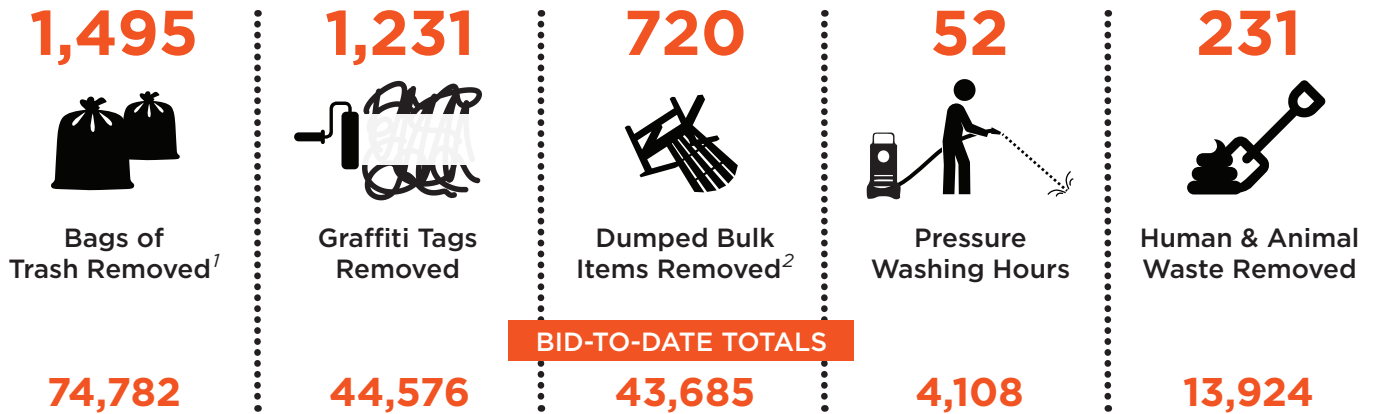 1,495
1,231
720
52
231
Bags of
Trash Removed1
Graffiti Tags
Removed
Dumped Bulk
Items Removed2
Pressure
Washing Hours
Human & Animal
Waste Removed
BID-TO-DATE TOTALS
74,782
44,576
43,685
4,108
13,924